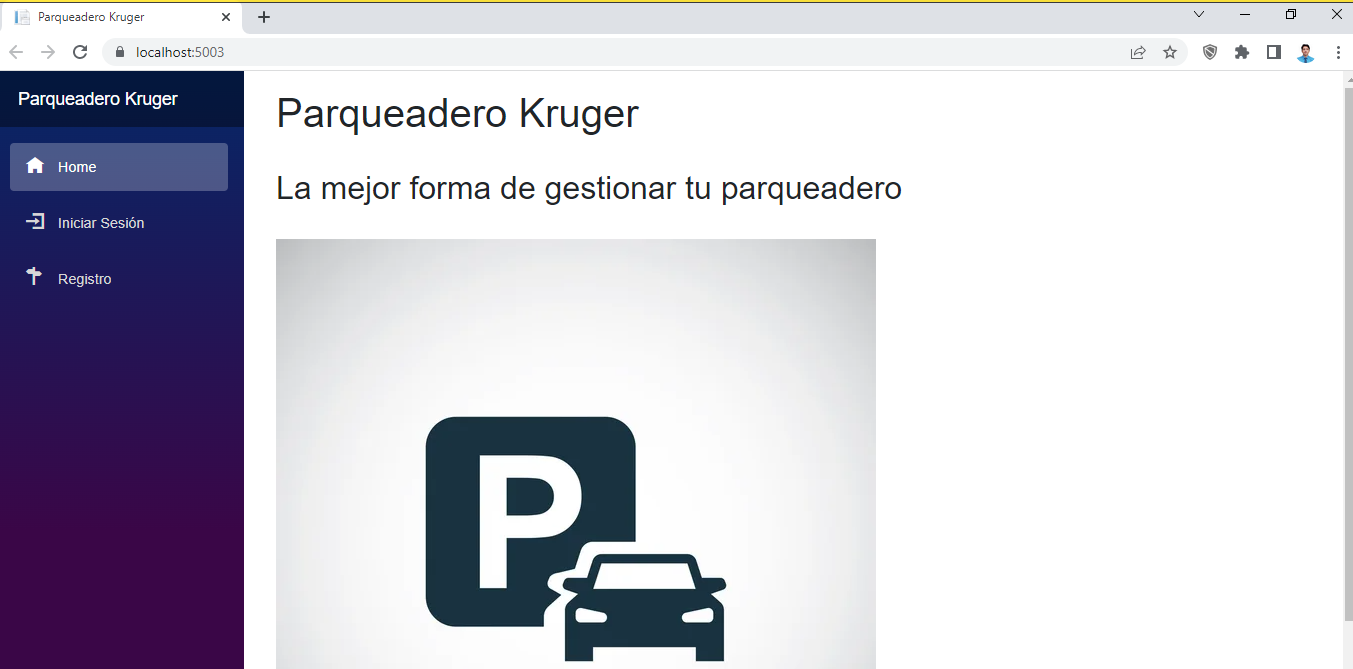 Parqueadero Kruger
localhost:5003
Parqueadero Kruger
Home
Iniciar Sesión
Registro
Parqueadero Kruger
La mejor forma de gestionar tu parqueadero
P